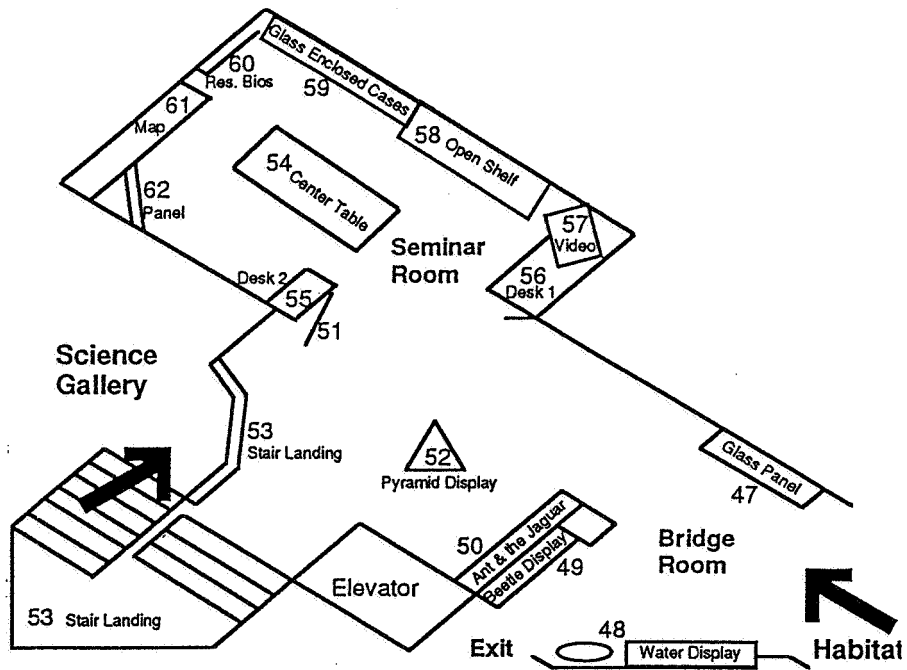 Glass Enclosed Cases
59
60
Res. Bios
61
Map
58 Open Shelf
54
Center Table
62
Panel
57
Video
56
Desk 1
Seminar
Room
Desk 2
55
51
Science
Gallery
53
Stair Landing
52
Pyramid Display
Glass Panel
47
50
Ant & the Jaguar
Beetle Display
49
Bridge
Room
Elevator
53 Stair Landing
Exit
48
Water Display
Habitat